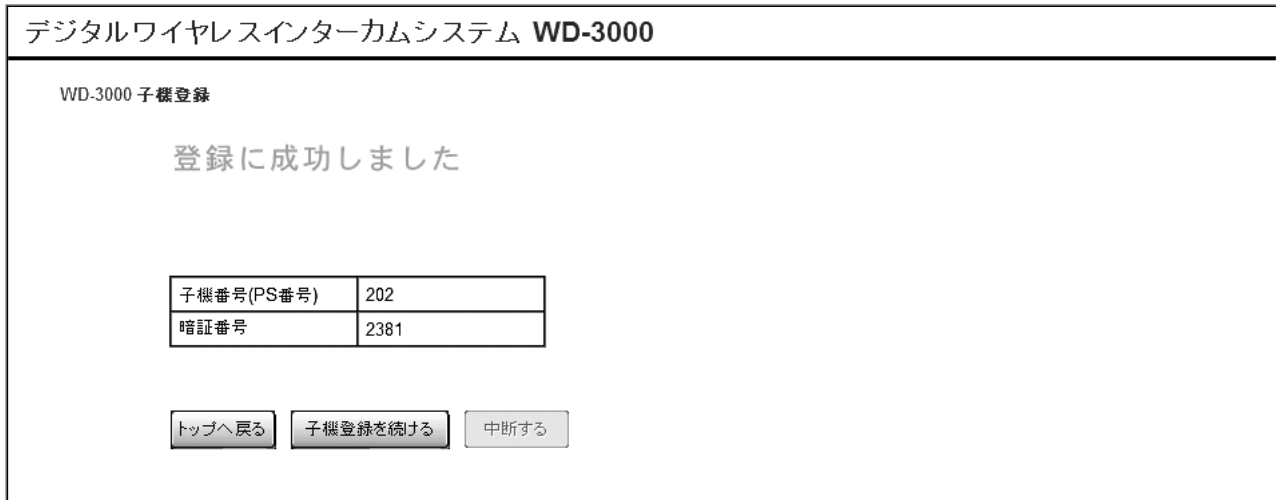 デジタルワイヤレスインターカムシステム WD-3000
WD-3000 子機登録
登録に成功しました
子機番号(PS番号) 202
暗証番号 2381
トップへ戻る 子機登録を続ける 中断する